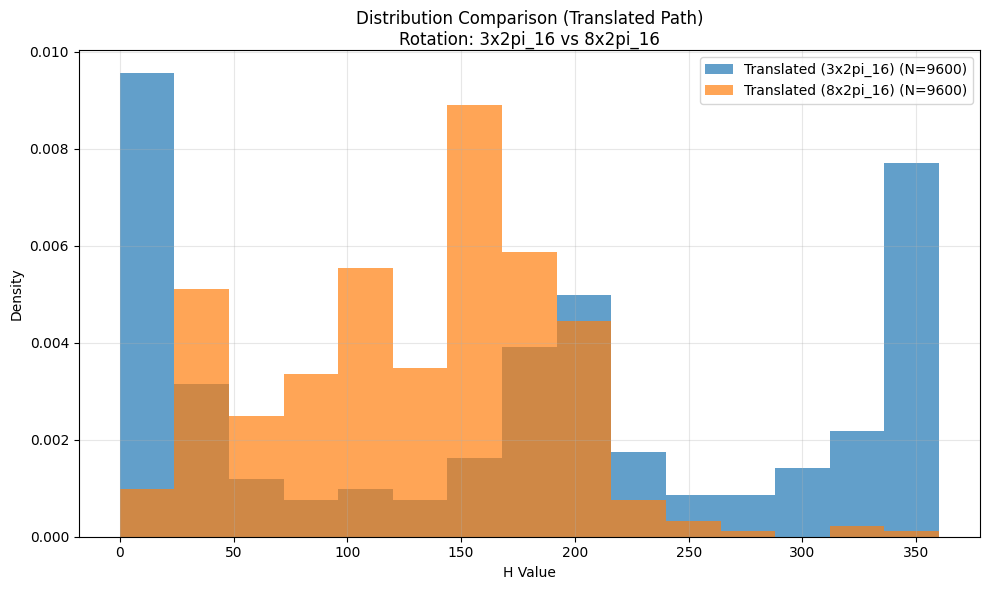 Distribution Comparison (Translated Path)
Rotation: 3x2pi_16 vs 8x2pi_16
Translated (3x2pi_16) (N=9600)
Translated (8x2pi_16) (N=9600)
Density
0.010
0.008
0.006
0.004
0.002
0.000
0 50 100 150 200 250 300 350
H Value